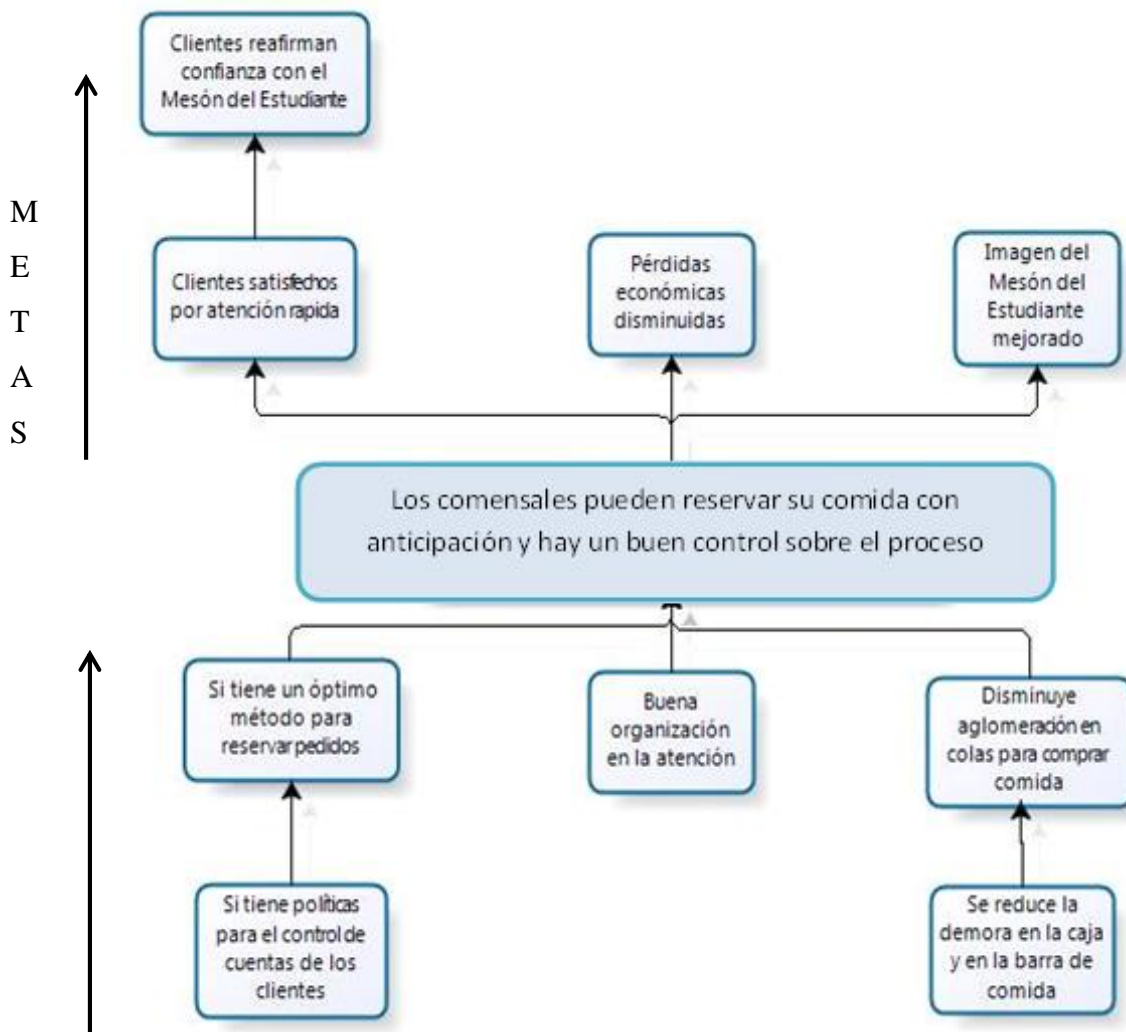 Clientes reafirman
confianza con el
Mesón del Estudiante
M
E
T
A
S
Clientes satisfechos
por atención rapida
Pérdidas
económicas
disminuidas
Imagen del
Mesón del
Estudiante
mejorado
Los comensales pueden reservar su comida con
anticipación y hay un buen control sobre el proceso
Si tiene un óptimo
método para
reservar pedidos
Buena
organización
en la atención
Disminuye
aglomeración en
colas para comprar
comida
Si tiene políticas
para el control de
cuentas de los
clientes
Se reduce la
demora en la caja
y en la barra de
comida